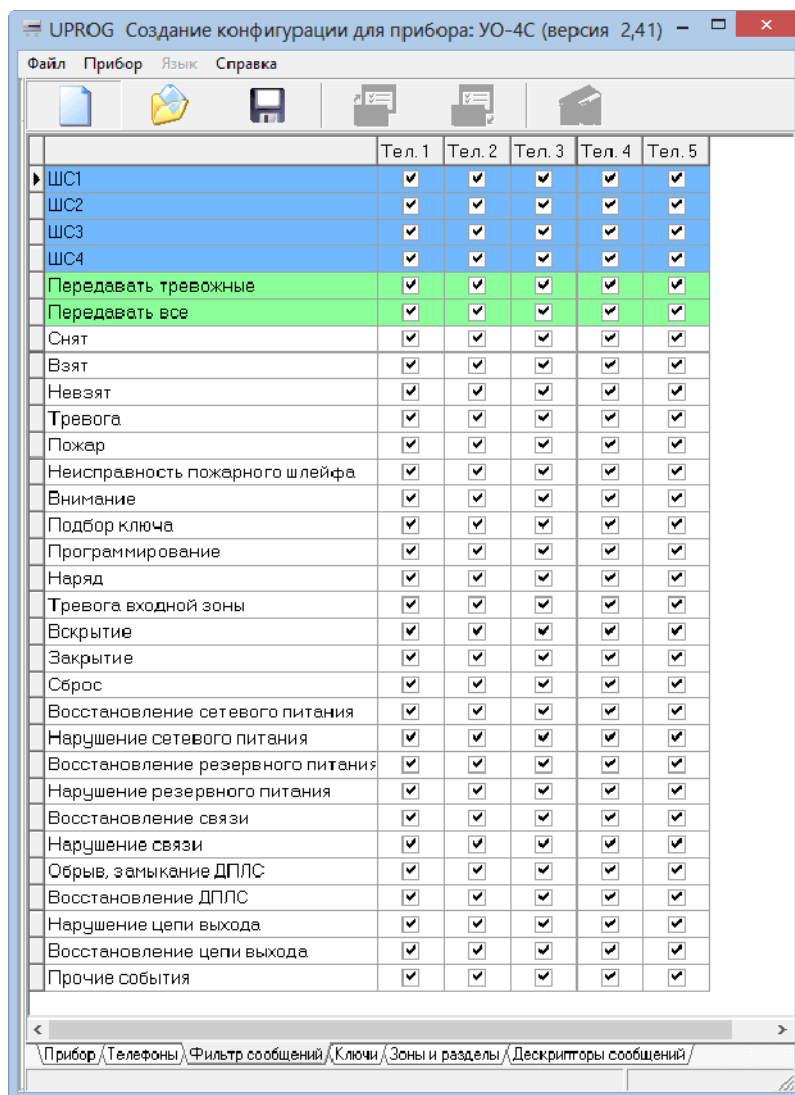 UPROG Создание конфигурации для прибора: УО-4С (версия 2,41)
Файл Прибор Язык Справка
Тел. 1 Тел. 2 Тел. 3 Тел. 4 Тел. 5
ШС1
ШС2
ШС3
ШС4
Передавать тревожные
Передавать все
Снят
Взят
Невзят
Тревога
Пожар
Неисправность пожарного шлейфа
Внимание
Подбор ключа
Программирование
Наряд
Тревога входной зоны
Вскрытие
Закрытие
Сброс
Восстановление сетевого питания
Нарушение сетевого питания
Восстановление резервного питания
Нарушение резервного питания
Восстановление связи
Нарушение связи
Обрыв, замыкание ДПЛС
Восстановление ДПЛС
Нарушение цепи выхода
Восстановление цепи выхода
Прочие события
Прибор Телефоны Фильтр сообщений Ключи Зоны и разделы Дескрипторы сообщений